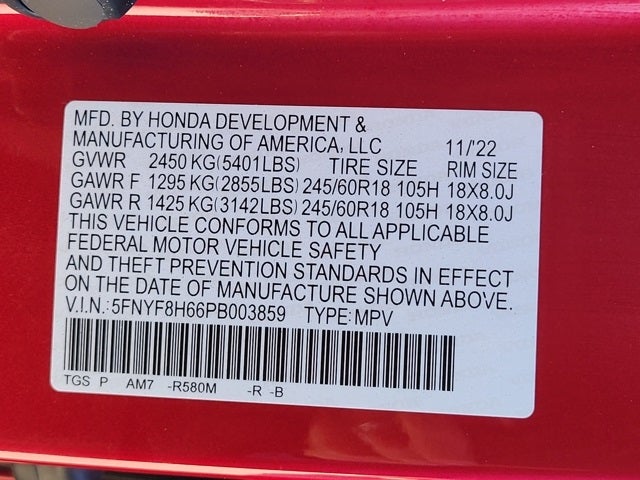 MFD. BY HONDA DEVELOPMENT &
MANUFACTURING OF AMERICA, LLC 11/'22
GVWR 2450 KG(5401LBS) TIRE SIZE RIM SIZE
GAWR F 1295 KG(2855LBS) 245/60R18 105H 18X8.0J
GAWR R 1425 KG(3142LBS) 245/60R18 105H 18X8.0J
THIS VEHICLE CONFORMS TO ALL APPLICABLE
FEDERAL MOTOR VEHICLE SAFETY
AND THEFT PREVENTION STANDARDS IN EFFECT
ON THE DATE OF MANUFACTURE SHOWN ABOVE.
V.I.N.:5FNYF8H66PB003859 TYPE:MPV
TGS P AM7 -R580M -R -B